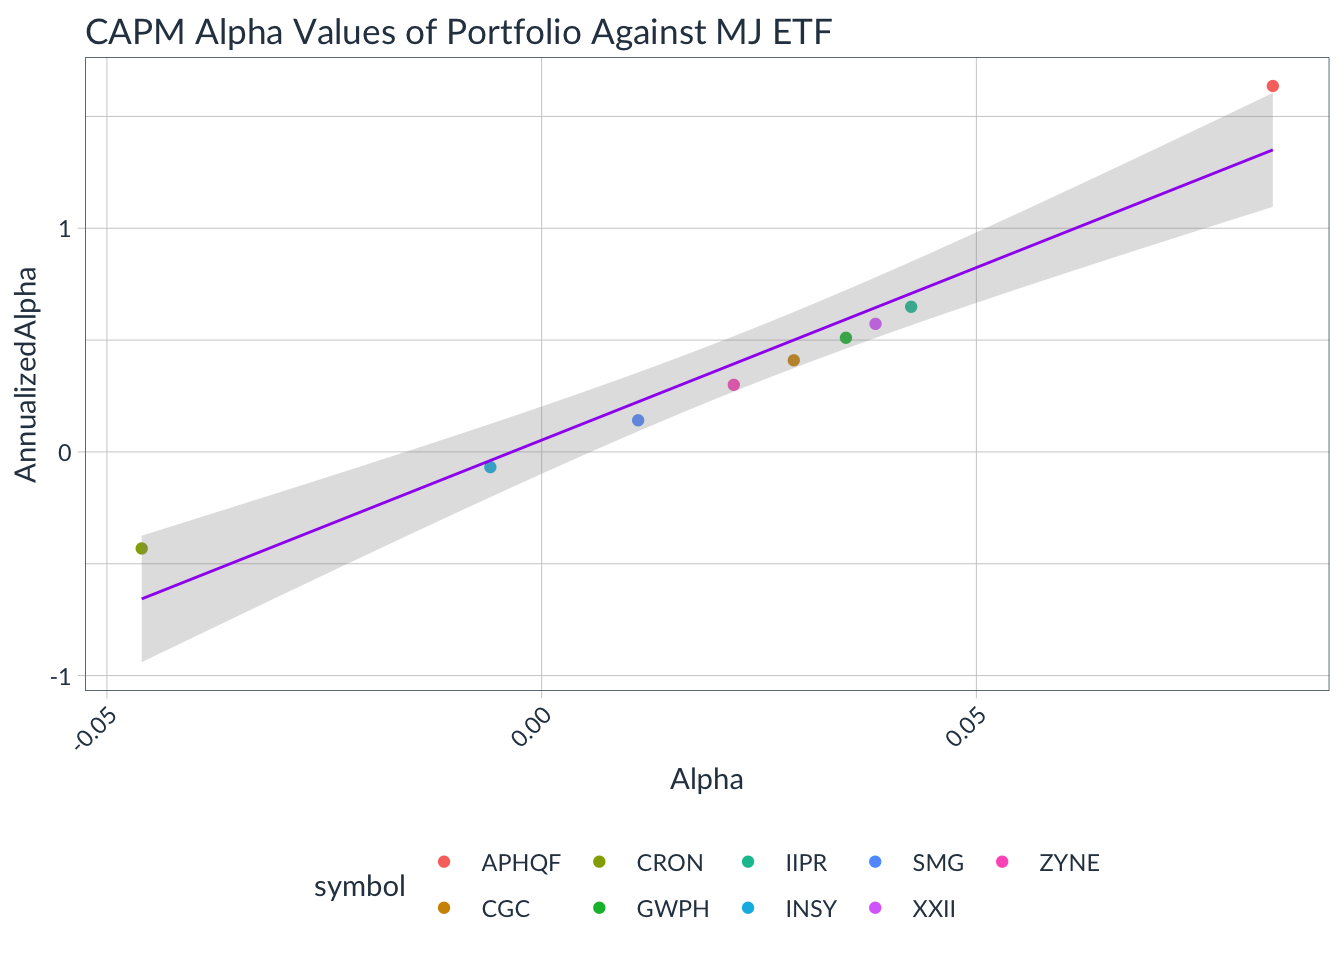 CAPM Alpha Values of Portfolio Against MJ ETF
AnnualizedAlpha
1
0
-1
-0.05
0.00
0.05
Alpha
symbol
APHQF
CRON
IIPR
SMG
ZYNE
CGC
GWPH
INSY
XXII